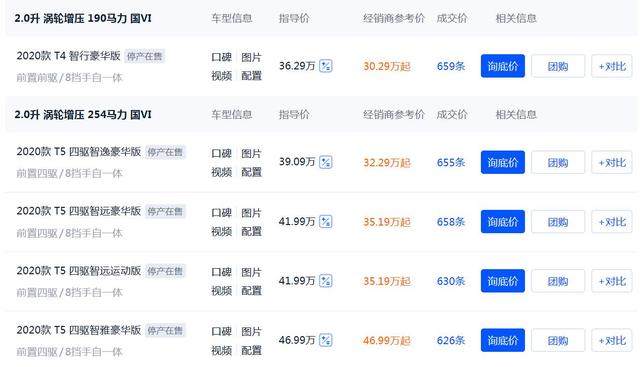 2.0升 涡轮增压 190马力 国VI 车型信息 指导价 经销商参考价 成交价 相关信息
2020款 T4 智行豪华版 停产在售
前置前驱/8挡手自一体
口碑 图片
视频 配置
36.29万 30.29万起 659条 询底价 团购 +对比
2.0升 涡轮增压 254马力 国VI 车型信息 指导价 经销商参考价 成交价 相关信息
2020款 T5 四驱智逸豪华版 停产在售
前置四驱/8挡手自一体
口碑 图片
视频 配置
39.09万 32.29万起 655条 询底价 团购 +对比
2020款 T5 四驱智远豪华版 停产在售
前置四驱/8挡手自一体
口碑 图片
视频 配置
41.99万 35.19万起 658条 询底价 团购 +对比
2020款 T5 四驱智远运动版 停产在售
前置四驱/8挡手自一体
口碑 图片
视频 配置
41.99万 35.19万起 630条 询底价 团购 +对比
2020款 T5 四驱智雅豪华版 停产在售
前置四驱/8挡手自一体
口碑 图片
视频 配置
46.99万 46.99万起 626条 询底价 团购 +对比